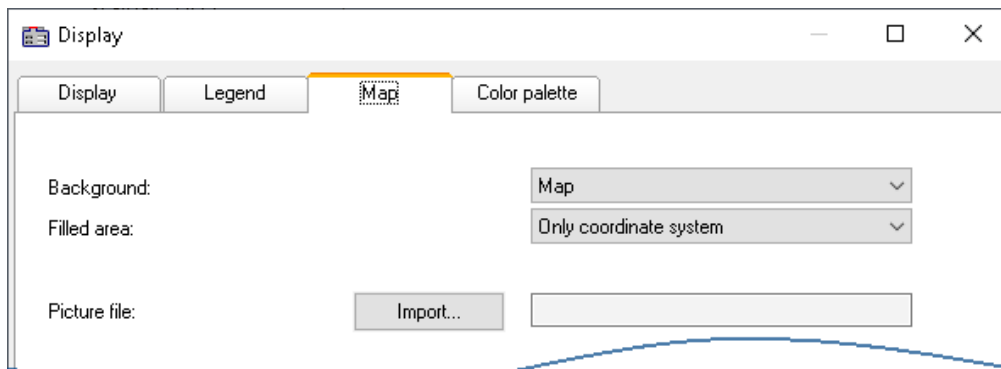 Display
Display Legend Map Color palette
Background: Map
Filled area: Only coordinate system
Picture file: Import...